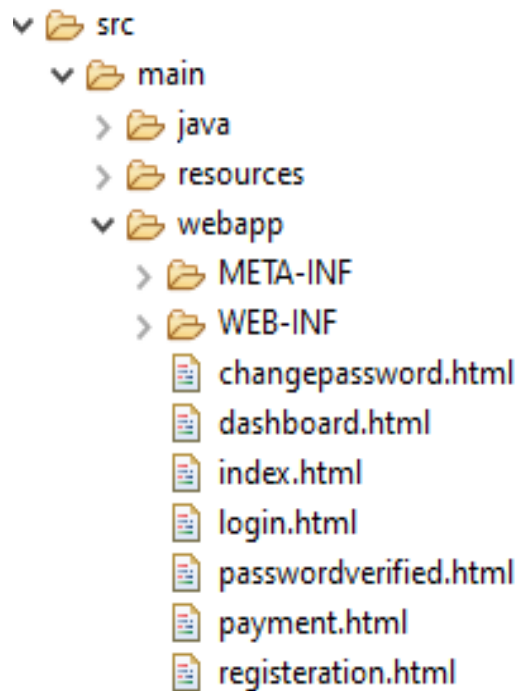 src
main
java
resources
webapp
META-INF
WEB-INF
changepassword.html
dashboard.html
index.html
login.html
passwordverified.html
payment.html
registeration.html